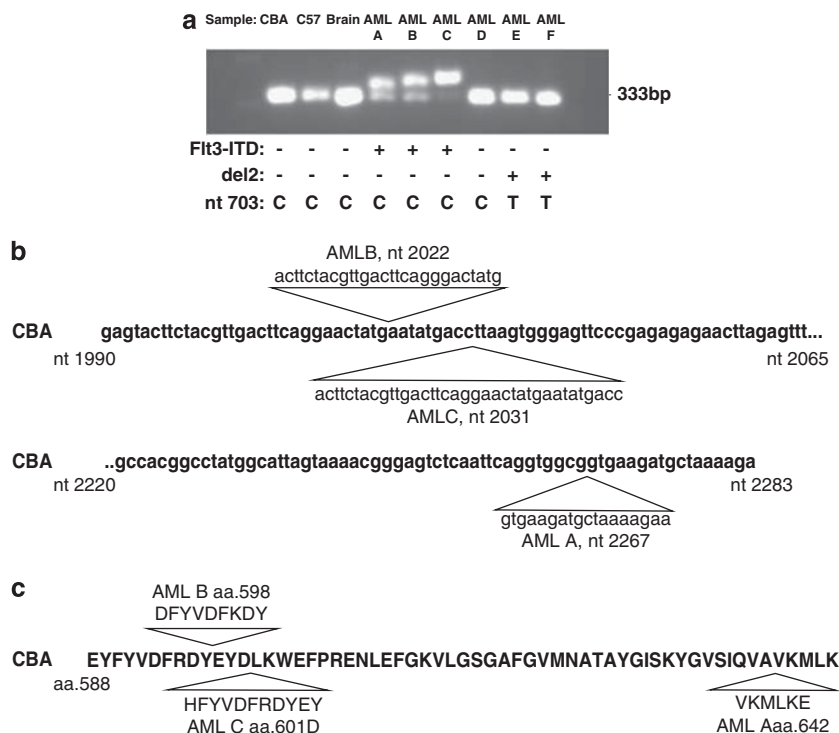 a
Sample: CBA C57 Brain AML A AML B AML C AML D AML E AML F
333bp
Flt3-ITD: - - - + + + - - -
del2: - - - - - - - + +
nt 703: C C C C C C C T T
b
AMLB, nt 2022
acttctacgttgacttcagggactatg
CBA gagtacttctacgttgacttcaggaactatgaatatgaccttaagtgggagttcccgagagagaacttagagttt...
nt 1990 nt 2065
acttctacgttgacttcaggaactatgaatatgacc
AMLC, nt 2031
CBA ..gccacggcctatggcattagtaaaacgggagtctcaattcaggtggcggtgaagatgctaaaaga
nt 2220 nt 2283
gtgaagatgctaaaagaa
AML A, nt 2267
c
AML B aa.598
DFYVDFKDY
CBA EYFYVDFRDYEYDLKWEFPRENLEFGKVLGSGAFGVMNATAYGISKYGVSIQVAVKMLK
aa.588
HFYVDFRDYEY VKMLKE
AML C aa.601D AML Aaa.642